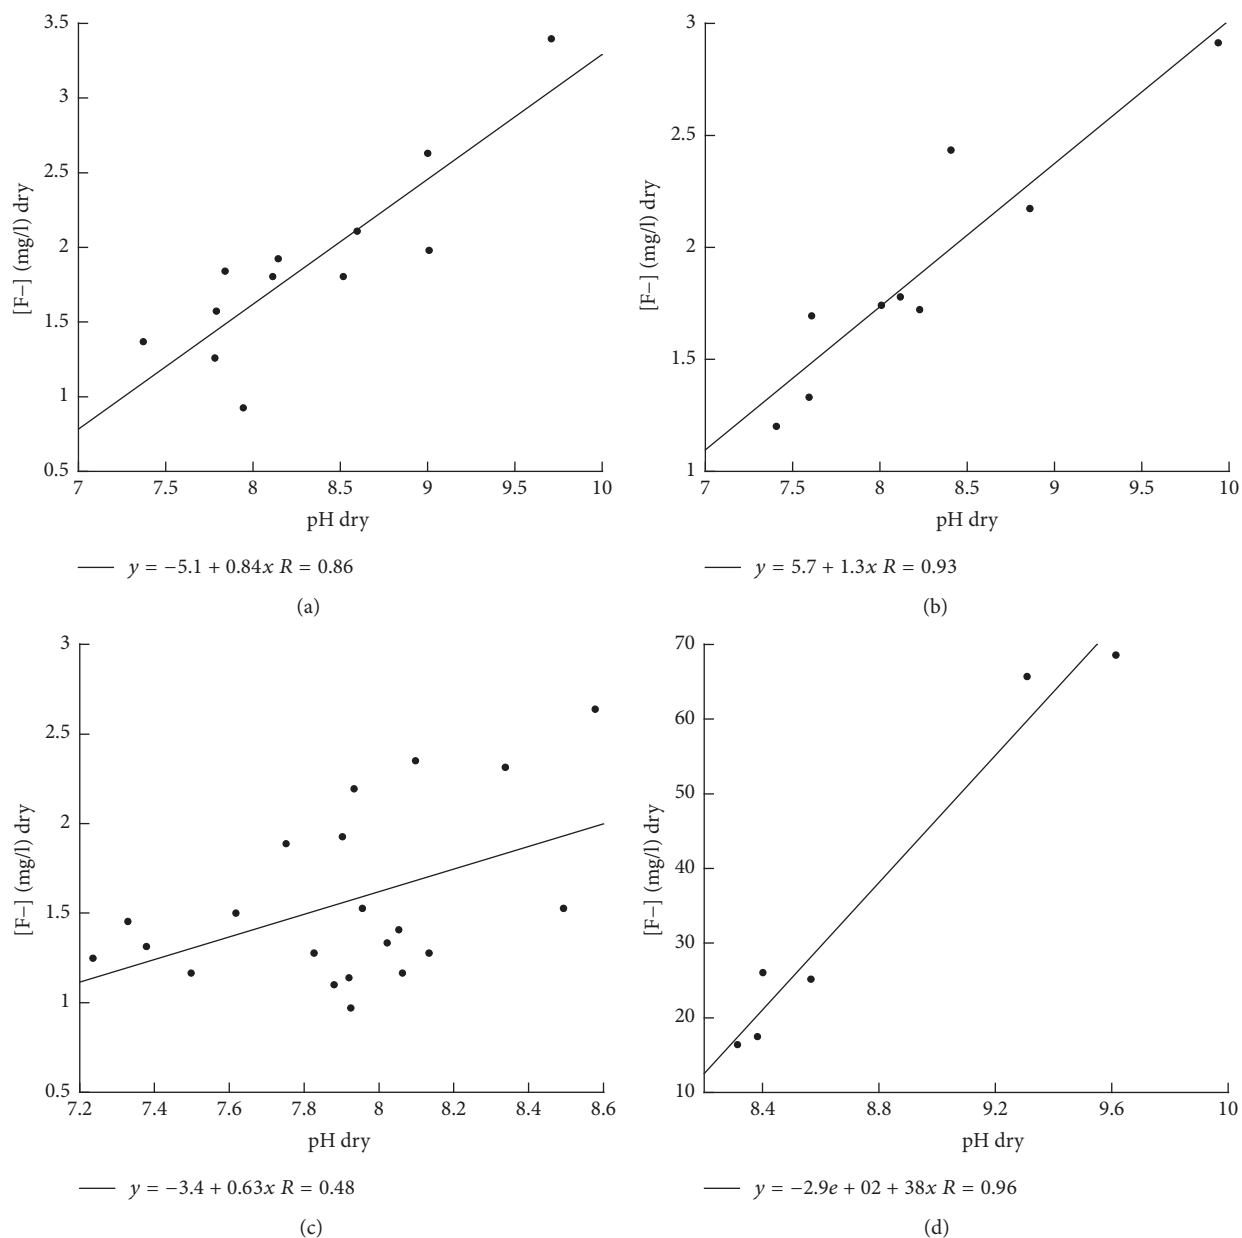 3.5
3
2.5
2
1.5
1
0.5
[F−] (mg/l) dry
7 7.5 8 8.5 9 9.5 10
pH dry
y = −5.1 + 0.84x R = 0.86
(a)
3
2.5
2
1.5
1
[F−] (mg/l) dry
7 7.5 8 8.5 9 9.5 10
pH dry
y = 5.7 + 1.3x R = 0.93
(b)
3
2.5
2
1.5
1
0.5
[F−] (mg/l) dry
7.2 7.4 7.6 7.8 8 8.2 8.4 8.6
pH dry
y = −3.4 + 0.63x R = 0.48
(c)
70
60
50
40
30
20
10
[F−] (mg/l) dry
8.4 8.8 9.2 9.6 10
pH dry
y = −2.9e + 02 + 38x R = 0.96
(d)